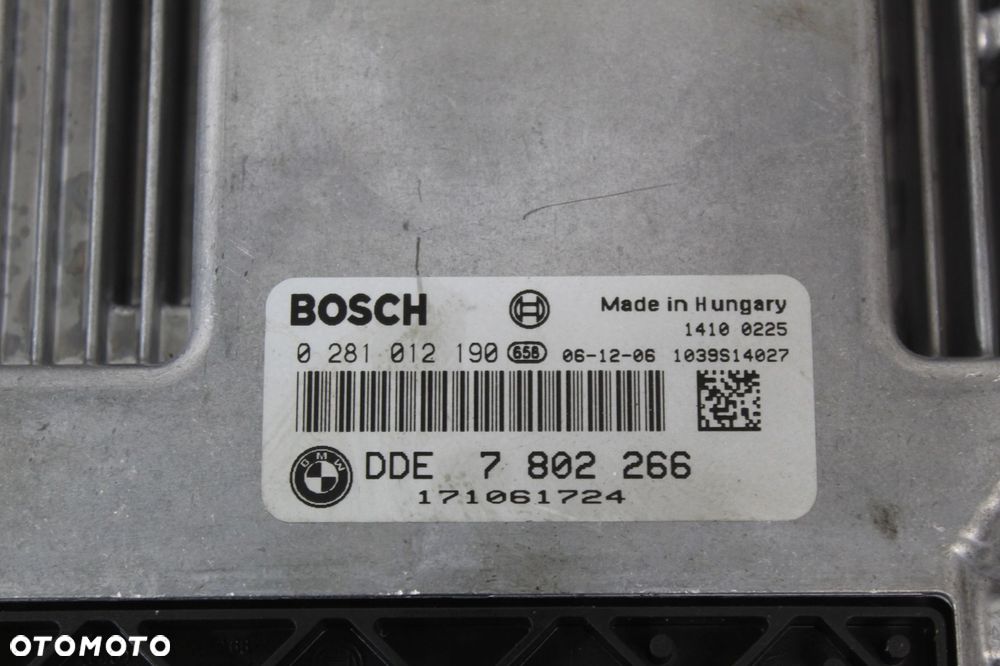 BOSCH Made in Hungary
1410 0225
0 281 012 190 658 06-12-06 1039S14027
BMW DDE 7 802 266
171061724
OTOMOTO